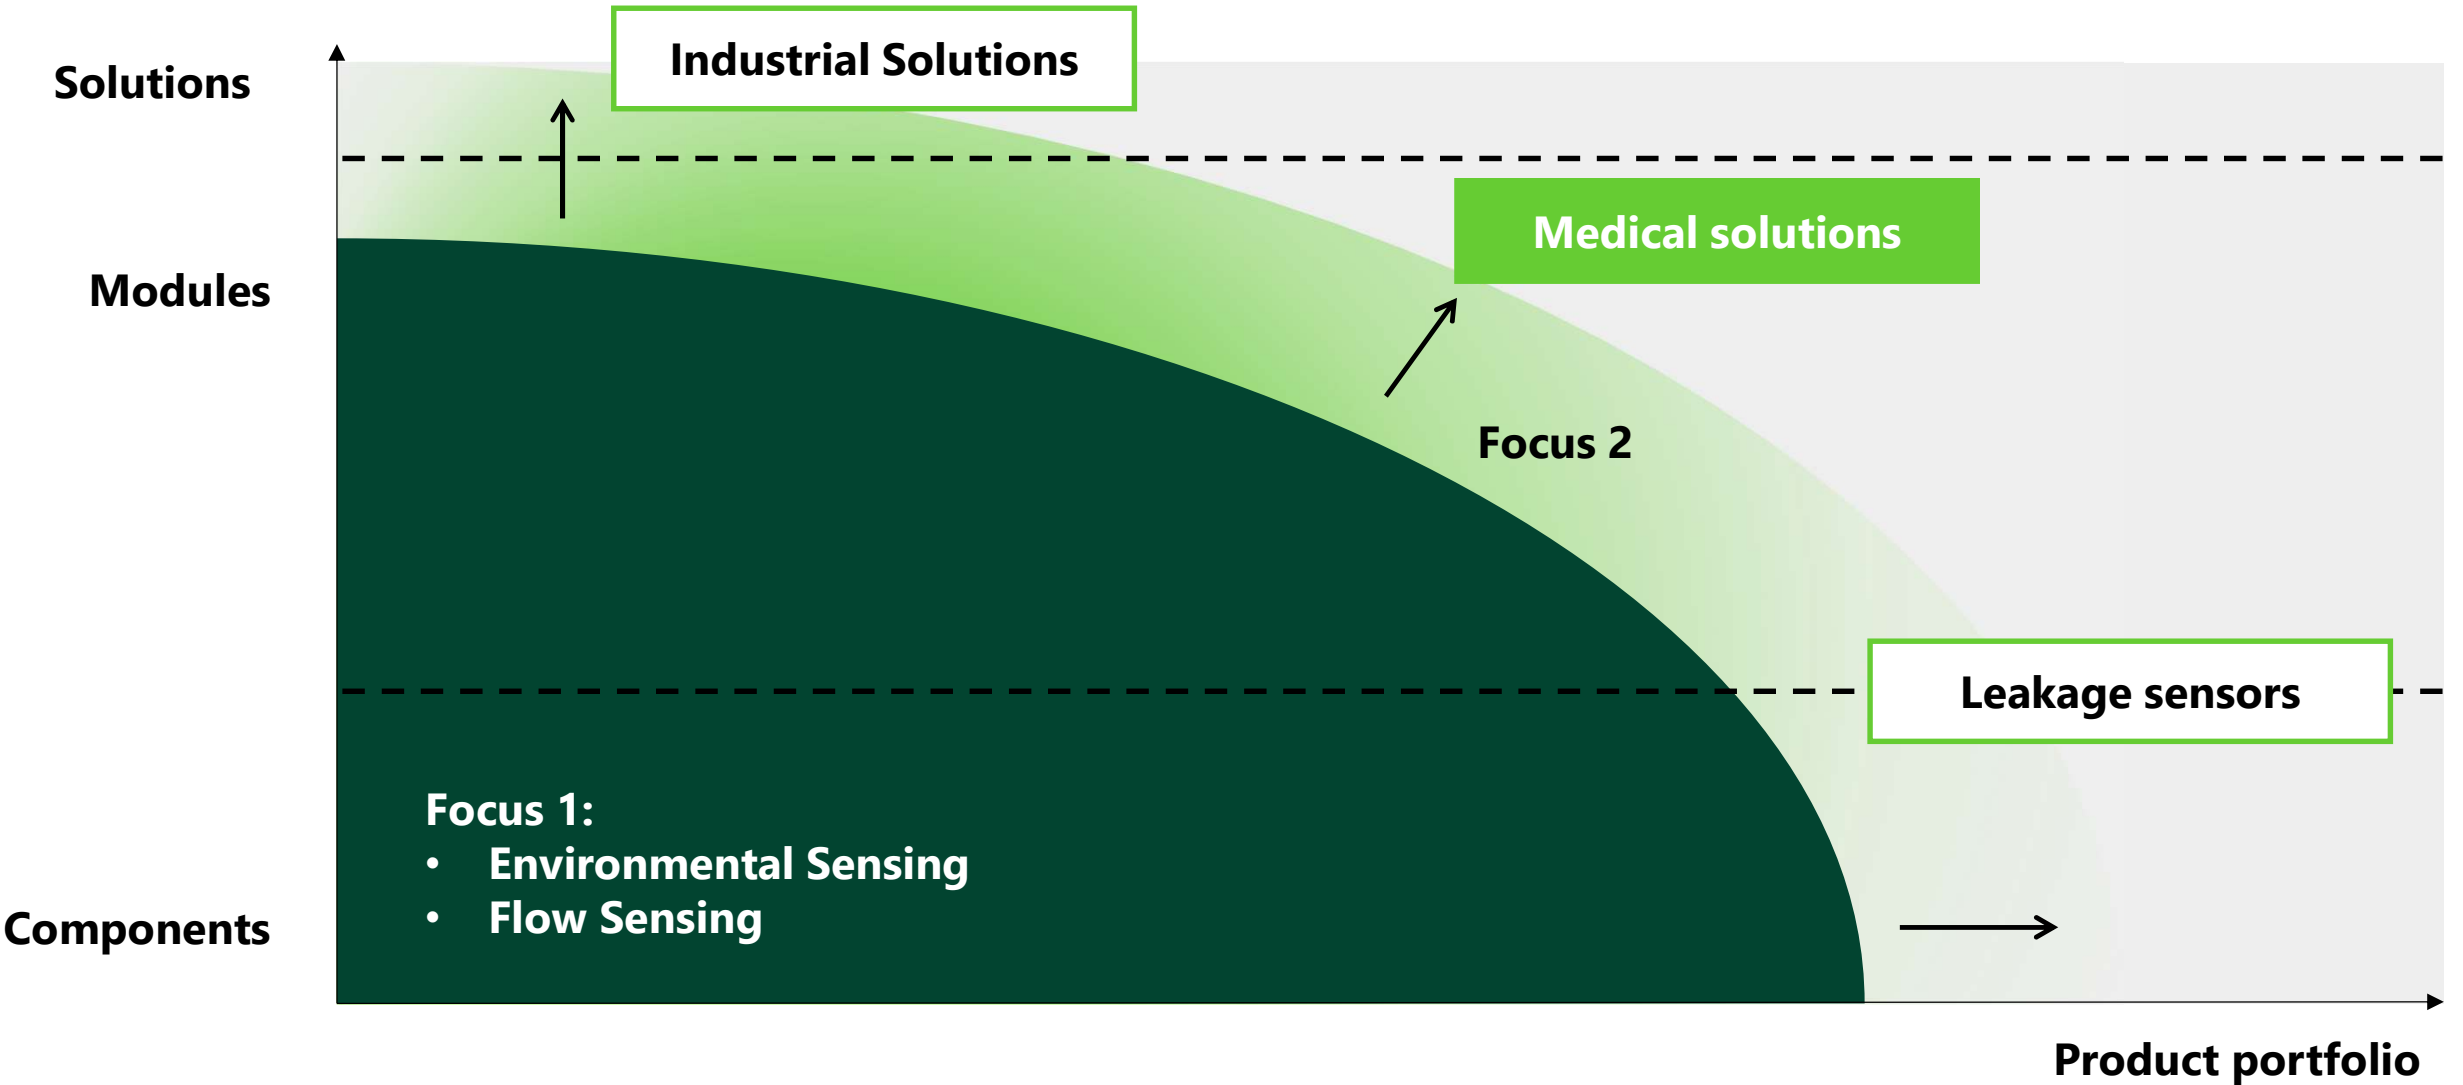 Industrial Solutions
Solutions
Medical solutions
Modules
Focus 2
Leakage sensors
Focus 1:
• Environmental Sensing
• Flow Sensing
Components
Product portfolio